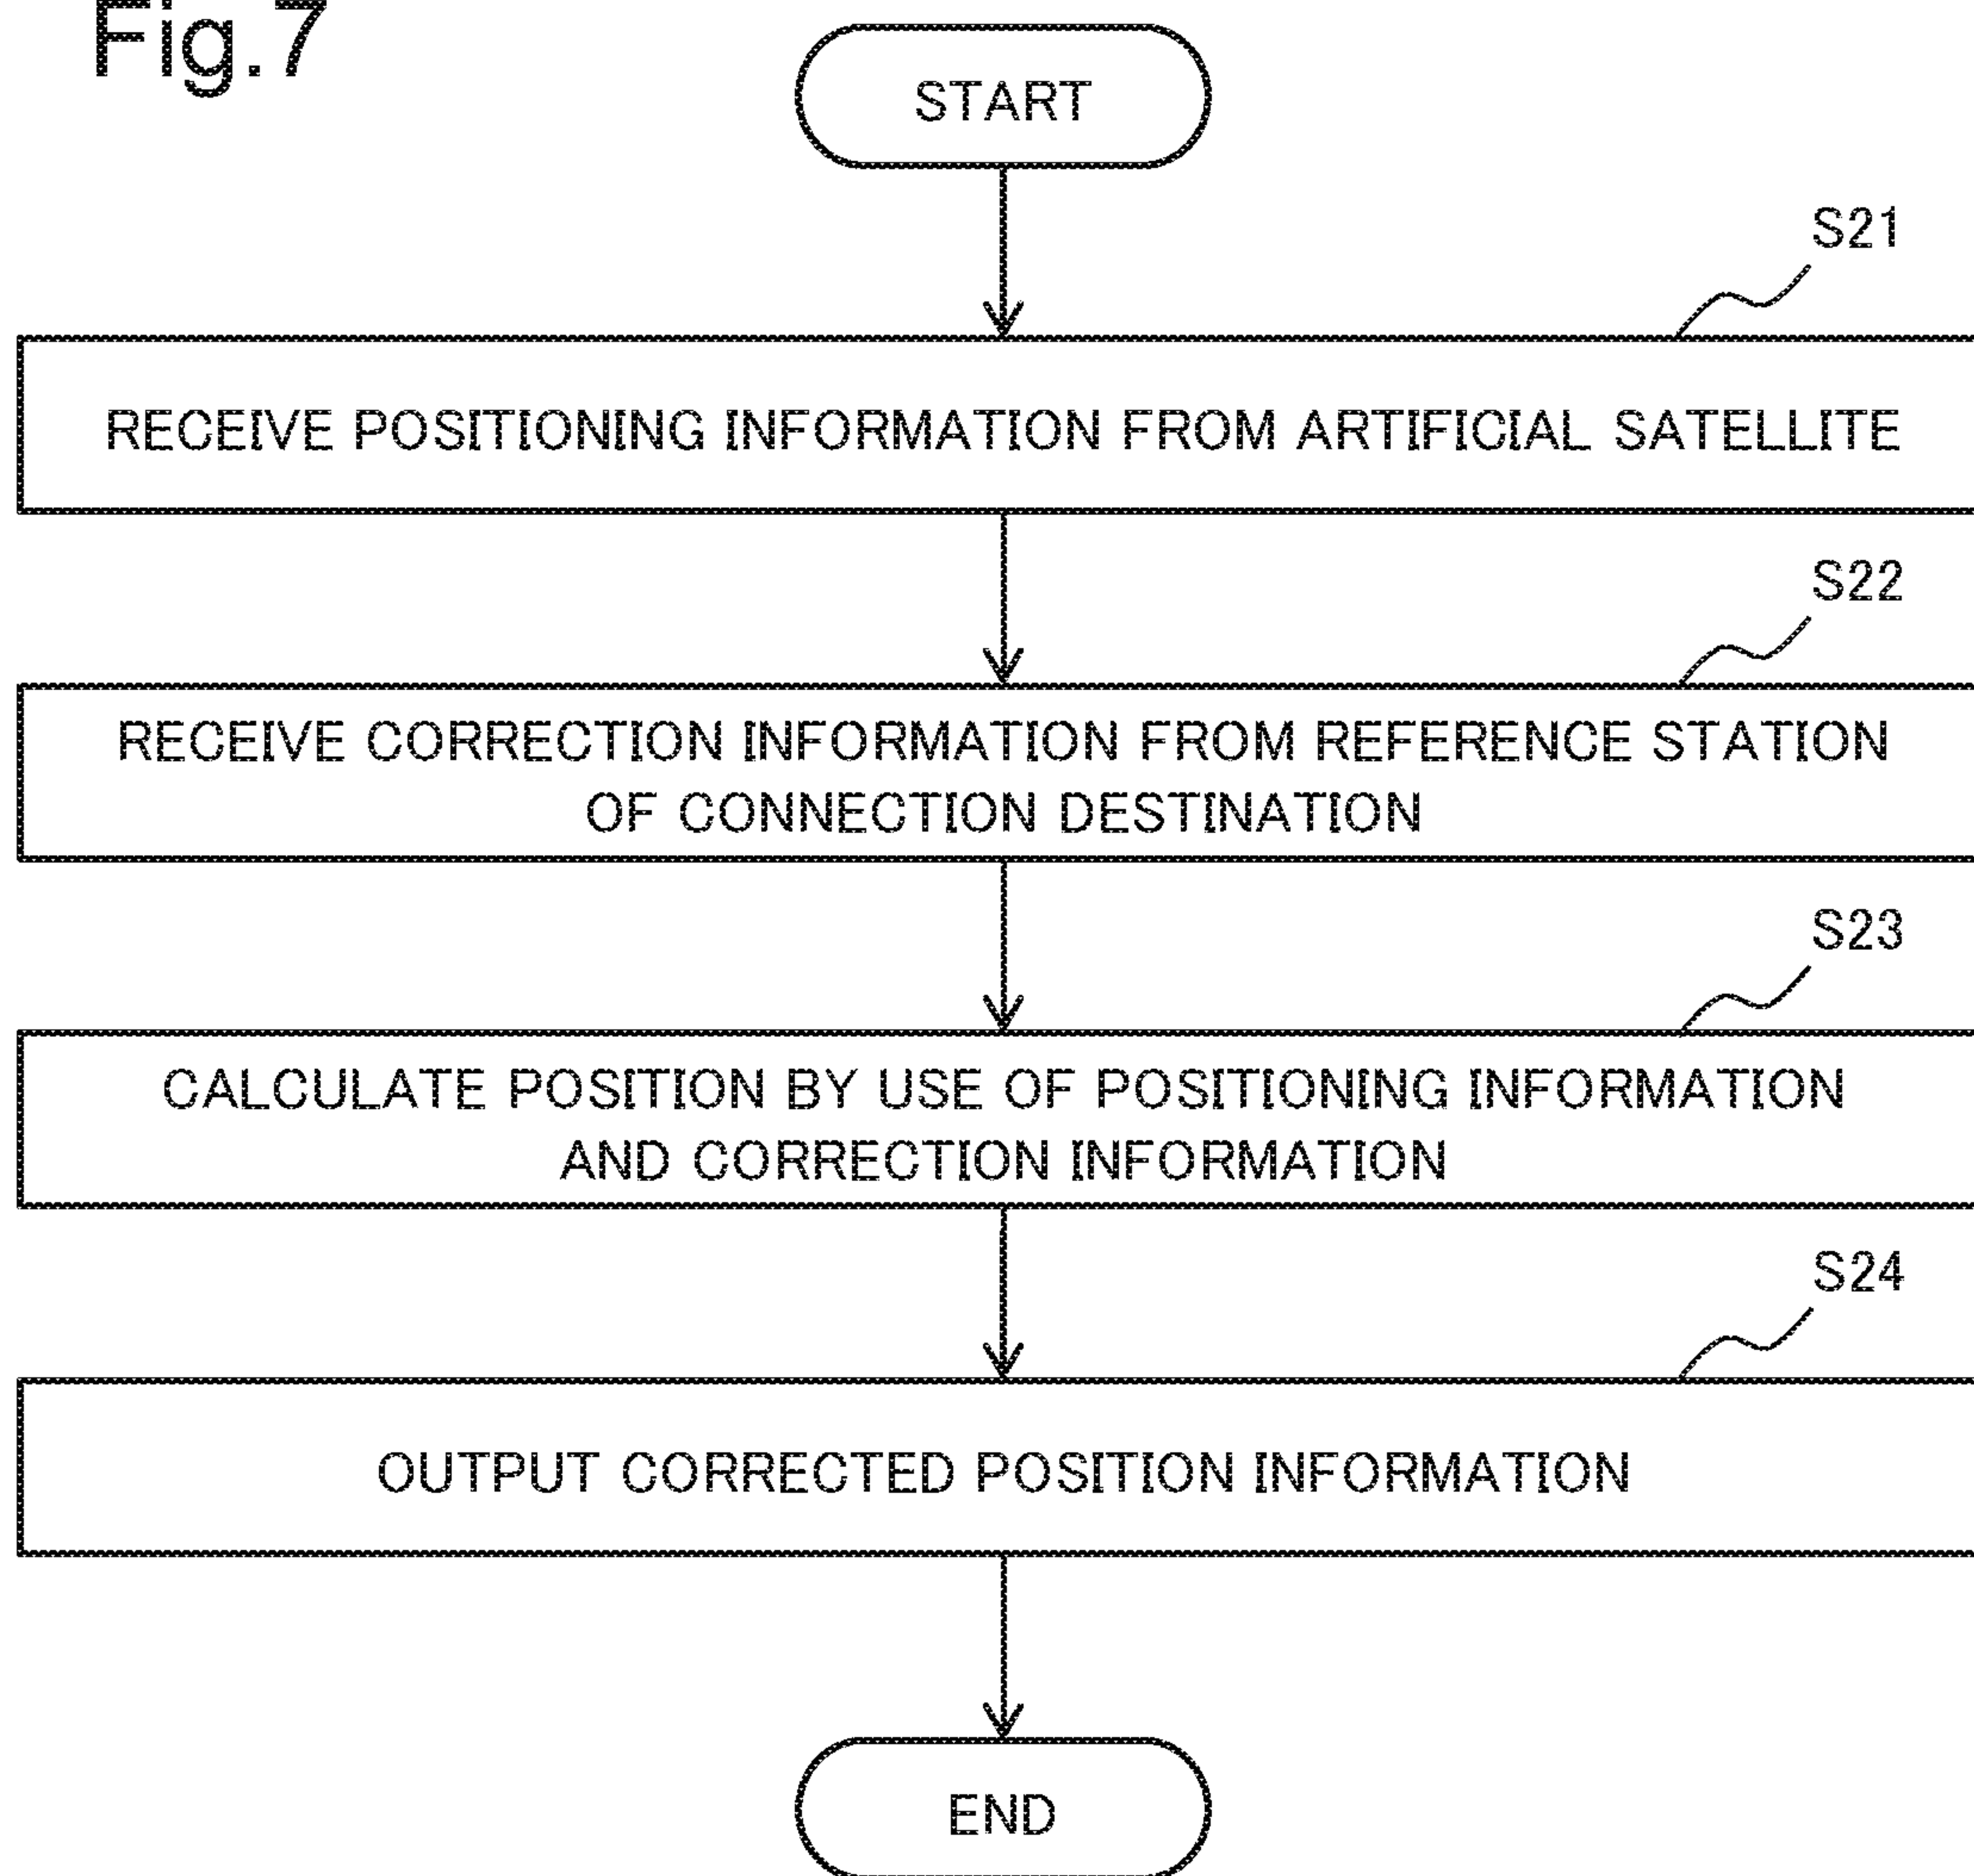 Fig.7
START
S21
RECEIVE POSITIONING INFORMATION FROM ARTIFICIAL SATELLITE
S22
RECEIVE CORRECTION INFORMATION FROM REFERENCE STATION
OF CONNECTION DESTINATION
S23
CALCULATE POSITION BY USE OF POSITIONING INFORMATION
AND CORRECTION INFORMATION
S24
OUTPUT CORRECTED POSITION INFORMATION
END